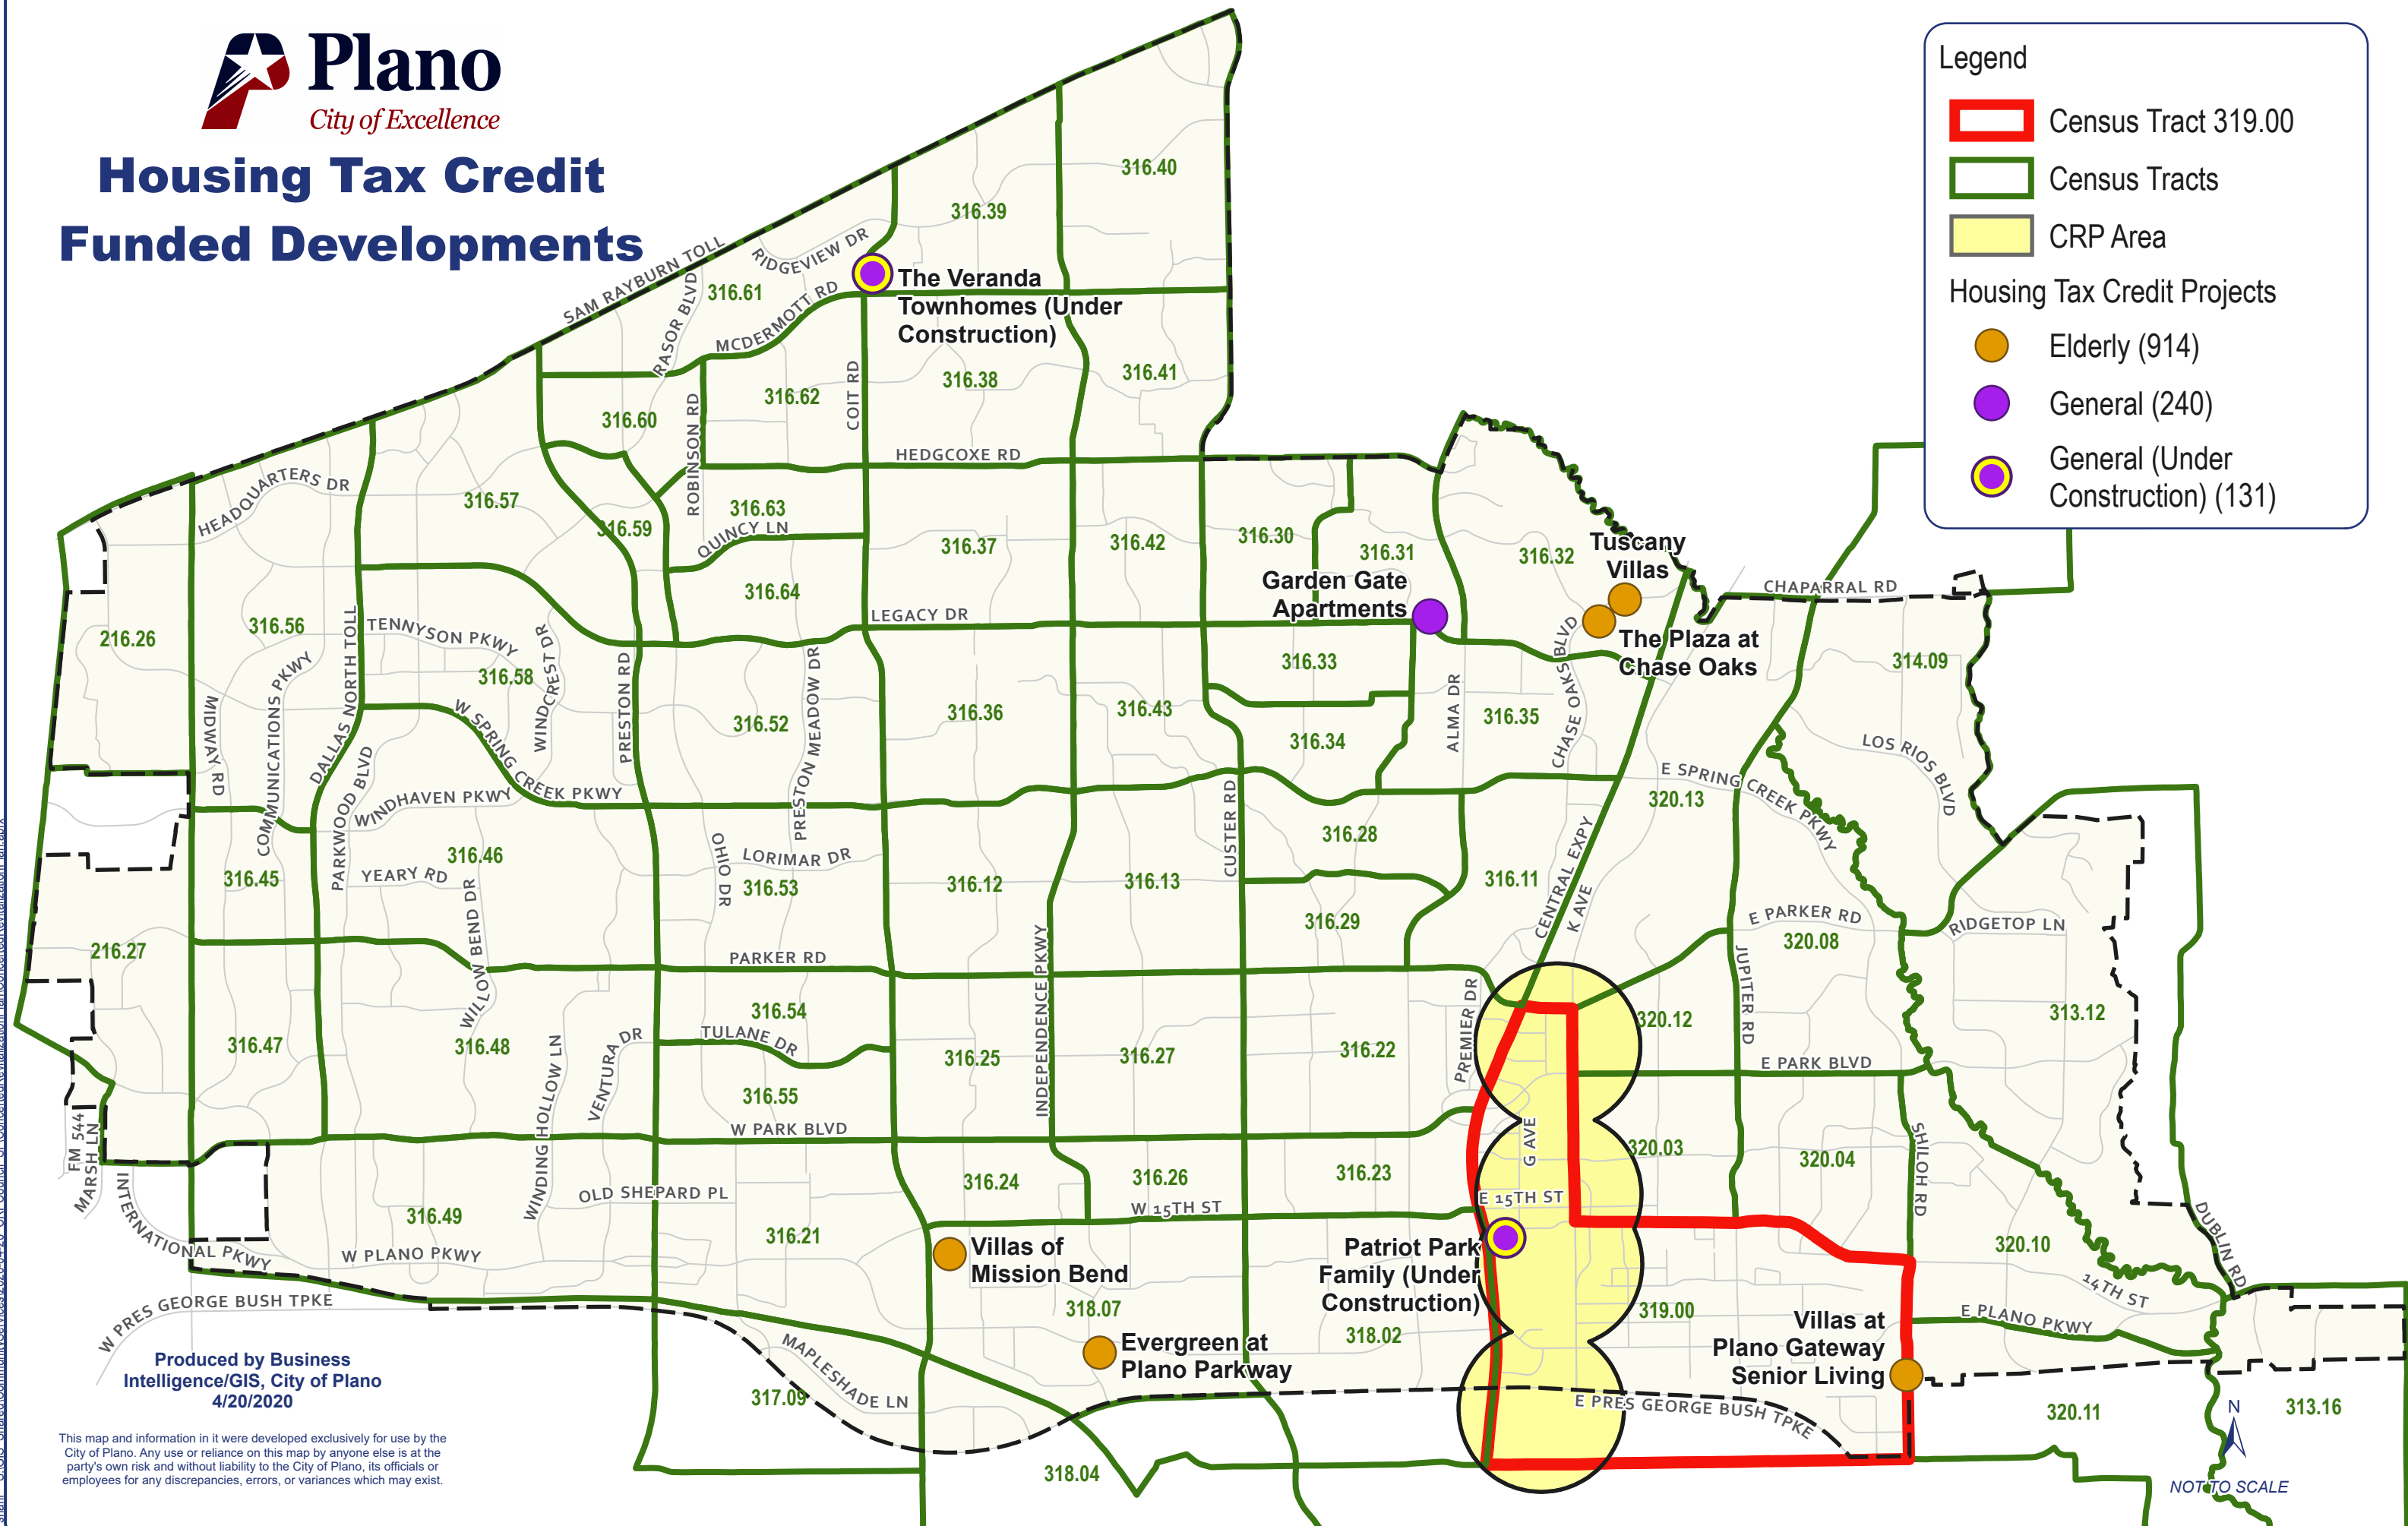 Plano
City of Excellence
Housing Tax Credit
Funded Developments
Legend
Census Tract 319.00
Census Tracts
CRP Area
Housing Tax Credit Projects
Elderly (914)
General (240)
General (Under
Construction) (131)
316.40
316.39
SAM RAYBURN TOLL
RIDGEVIEW DR
RASOR BLVD
316.61
MCDERMOTT RD
The Veranda
Townhomes (Under
Construction)
316.60
316.62
COIT RD
316.38
316.41
ROBINSON RD
HEDGCOXE RD
HEADQUARTERS DR
316.57
316.59
316.63
QUINCY LN
316.37
316.42
316.30
316.31
316.32
Tuscany
Villas
Garden Gate
Apartments
The Plaza at
Chase Oaks
CHAPARRAL RD
316.64
LEGACY DR
216.26
316.56
TENNYSON PKWY
316.58
WINDCREST DR
PRESTON RD
PRESTON MEADOW DR
316.33
314.09
MIDWAY RD
COMMUNICATIONS PKWY
DALLAS NORTH TOLL
PARKWOOD BLVD
W SPRING CREEK PKWY
WINDHAVEN PKWY
316.52
316.36
316.43
316.34
ALMA DR
316.35
CHASE OAKS BLVD
LOS RIOS BLVD
E SPRING CREEK PKWY
320.13
316.46
316.45
YEARY RD
WILLOW BEND DR
OHIO DR
LORIMAR DR
316.53
316.12
316.13
CUSTER RD
316.28
316.29
316.11
CENTRAL EXPY
K AVE
E PARKER RD
320.08
RIDGETOP LN
216.27
PARKER RD
INDEPENDENCE PKWY
PREMIER DR
320.12
JUPITER RD
313.12
316.47
316.48
WINDING HOLLOW LN
VENTURA DR
316.54
TULANE DR
316.55
316.25
316.27
316.22
E PARK BLVD
W PARK BLVD
FM 544
MARSH LN
INTERNATIONAL PKWY
316.49
OLD SHEPARD PL
W PLANO PKWY
316.21
316.24
316.26
316.23
W 15TH ST
G AVE
E 15TH ST
320.03
320.04
SHILOH RD
320.10
DUBLIN RD
14TH ST
E PLANO PKWY
Villas of
Mission Bend
318.07
Evergreen at
Plano Parkway
Patriot Park
Family (Under
Construction)
318.02
319.00
Villas at
Plano Gateway
Senior Living
W PRES GEORGE BUSH TPKE
MAPLESHADE LN
317.09
E PRES GEORGE BUSH TPKE
318.04
320.11
313.16
N
NOT TO SCALE
Produced by Business
Intelligence/GIS, City of Plano
4/20/2020
This map and information in it were developed exclusively for use by the
City of Plano. Any use or reliance on this map by anyone else is at the
party's own risk and without liability to the City of Plano, its officials or
employees for any discrepancies, errors, or variances which may exist.